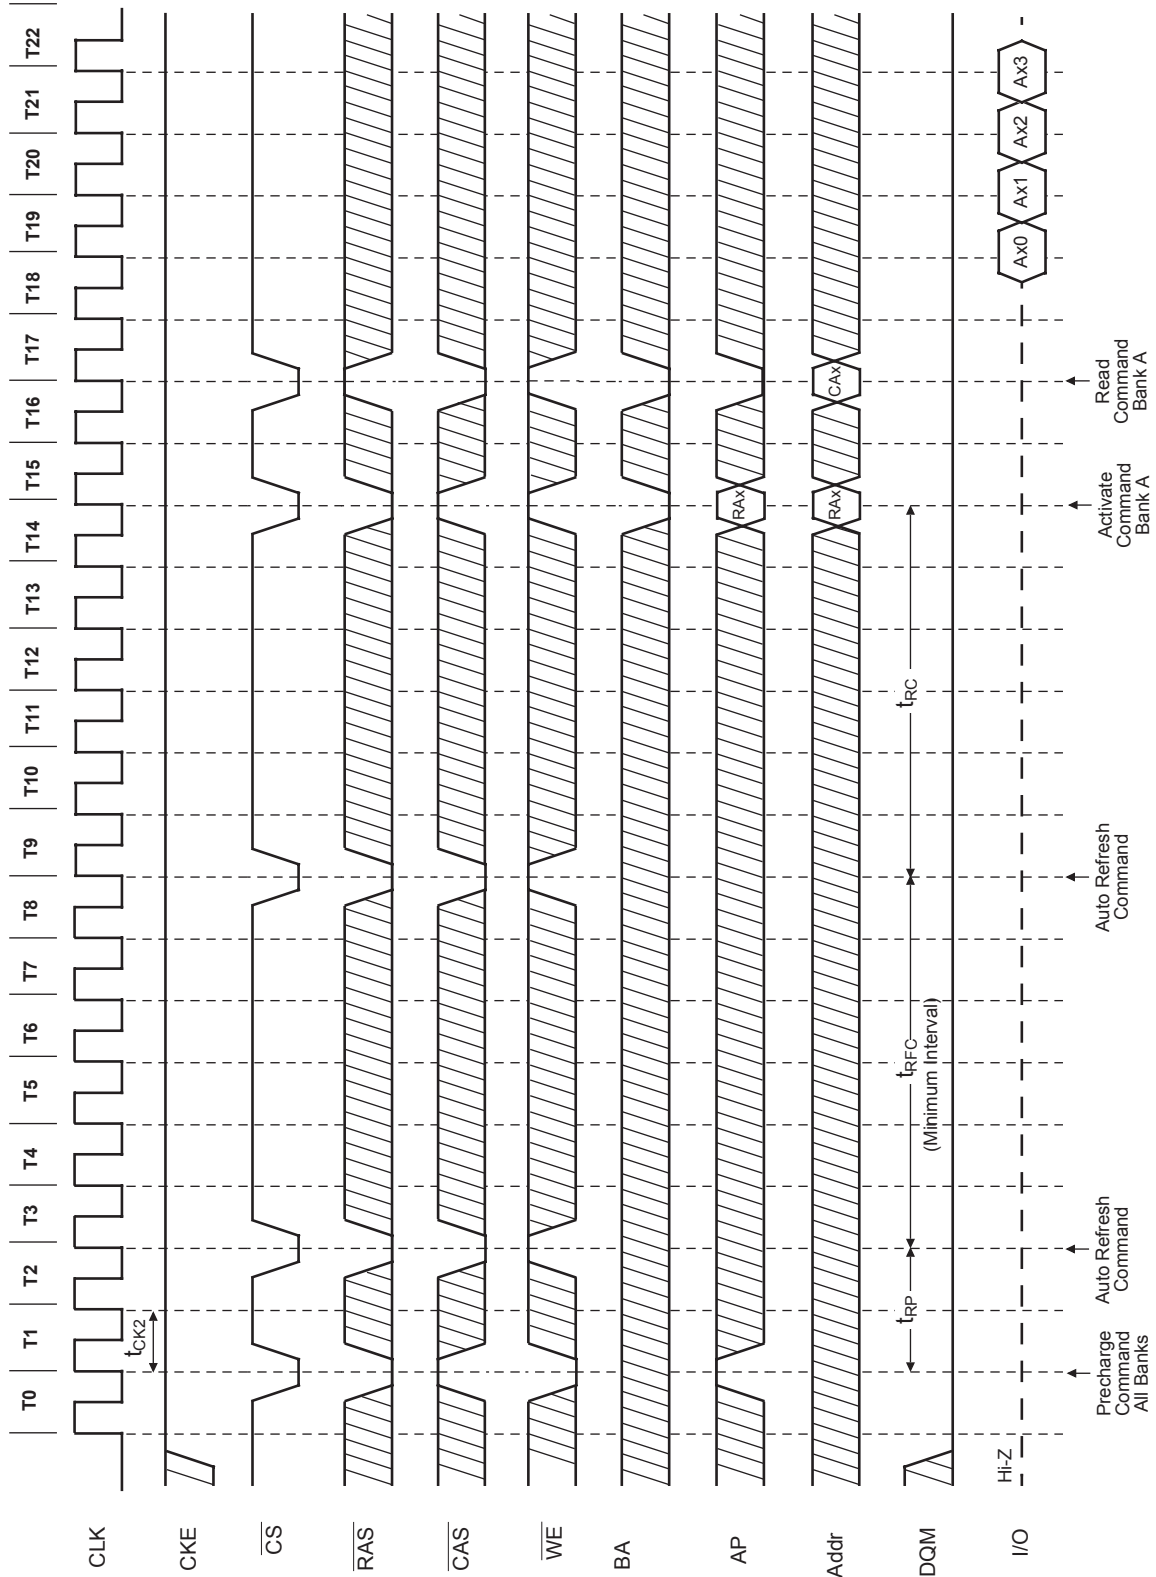 T0 T1 T2 T3 T4 T5 T6 T7 T8 T9 T10 T11 T12 T13 T14 T15 T16 T17 T18 T19 T20 T21 T22
CLK
tCK2
CKE
CS
RAS
CAS
WE
BA
AP
RAx
Addr
RAx CAx
DQM
tRP tRFC tRC
(Minimum Interval)
I/O
Hi-Z
Ax0 Ax1 Ax2 Ax3
Precharge
Command
All Banks
Auto Refresh
Command
Auto Refresh
Command
Activate
Command
Bank A
Read
Command
Bank A